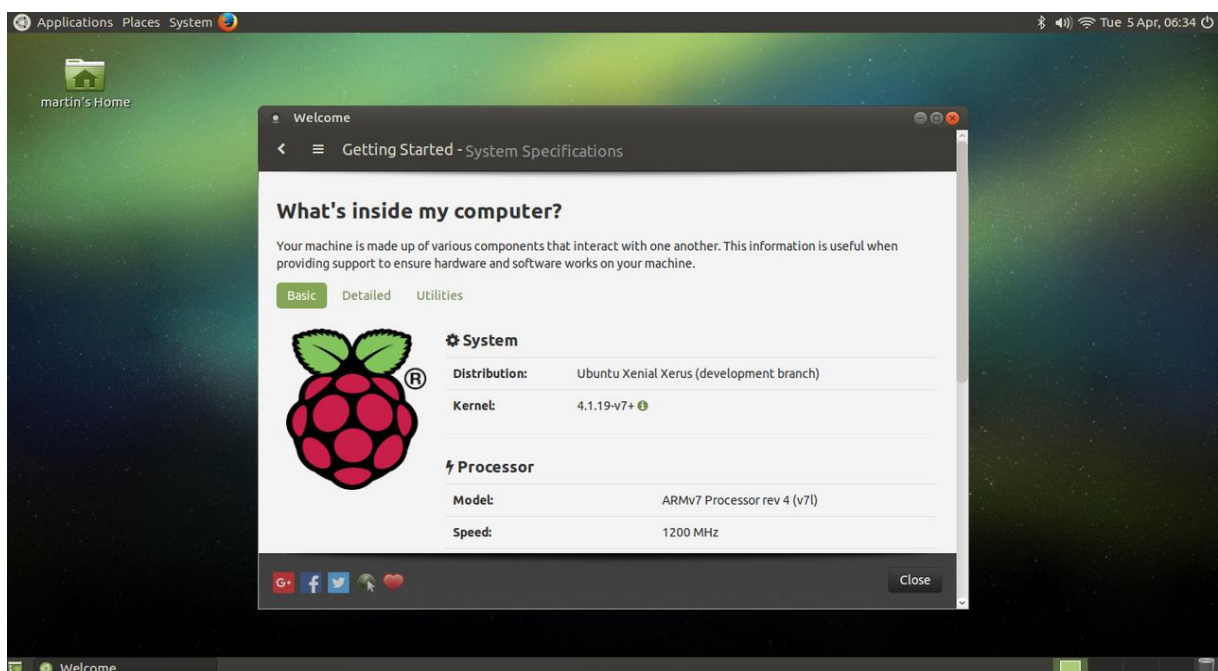 Applications Places System Tue 5 Apr, 06:34
martin's Home
Welcome
Getting Started - System Specifications
What's inside my computer?
Your machine is made up of various components that interact with one another. This information is useful when
providing support to ensure hardware and software works on your machine.
Basic Detailed Utilities
®
System
Distribution: Ubuntu Xenial Xerus (development branch)
Kernel: 4.1.19-v7+
Processor
Model: ARMv7 Processor rev 4 (v7l)
Speed: 1200 MHz
G+ f Close
Welcome